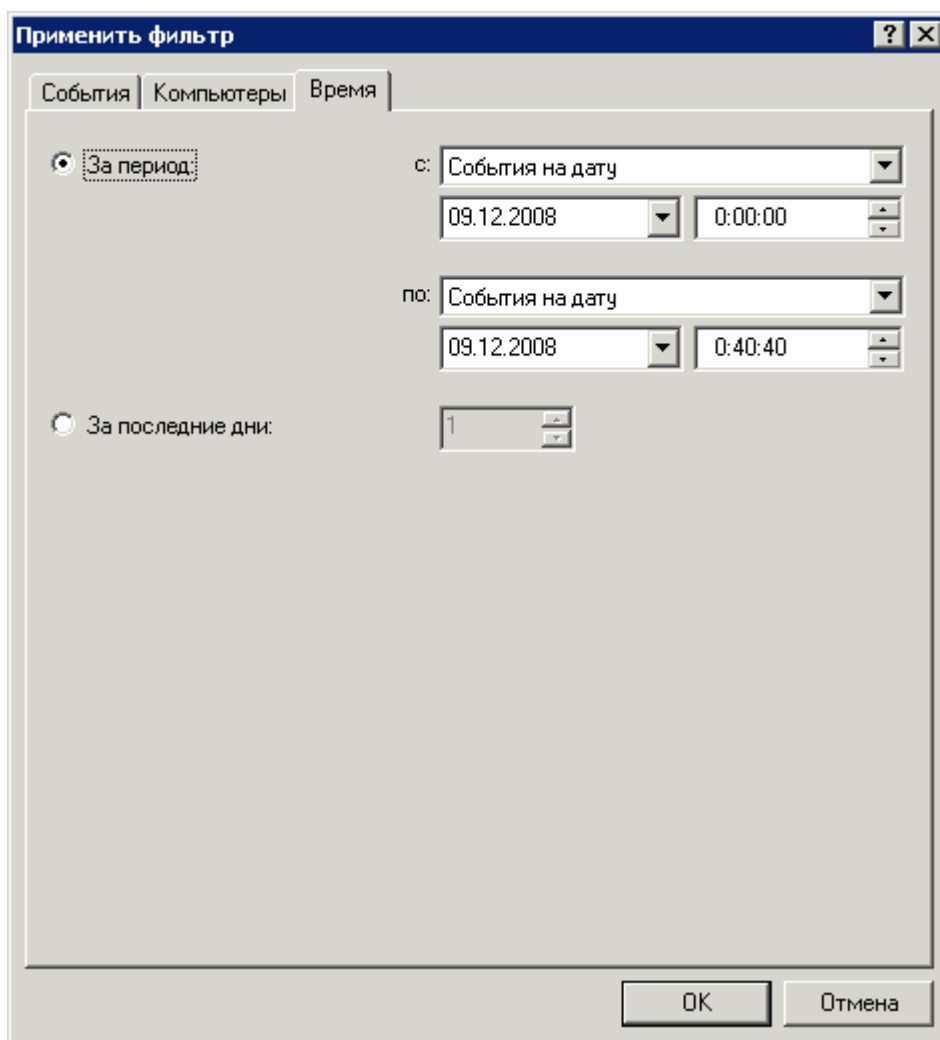 Применить фильтр
События Компьютеры Время
За период: с: События на дату
09.12.2008 0:00:00
по: События на дату
09.12.2008 0:40:40
За последние дни: 1
OK Отмена